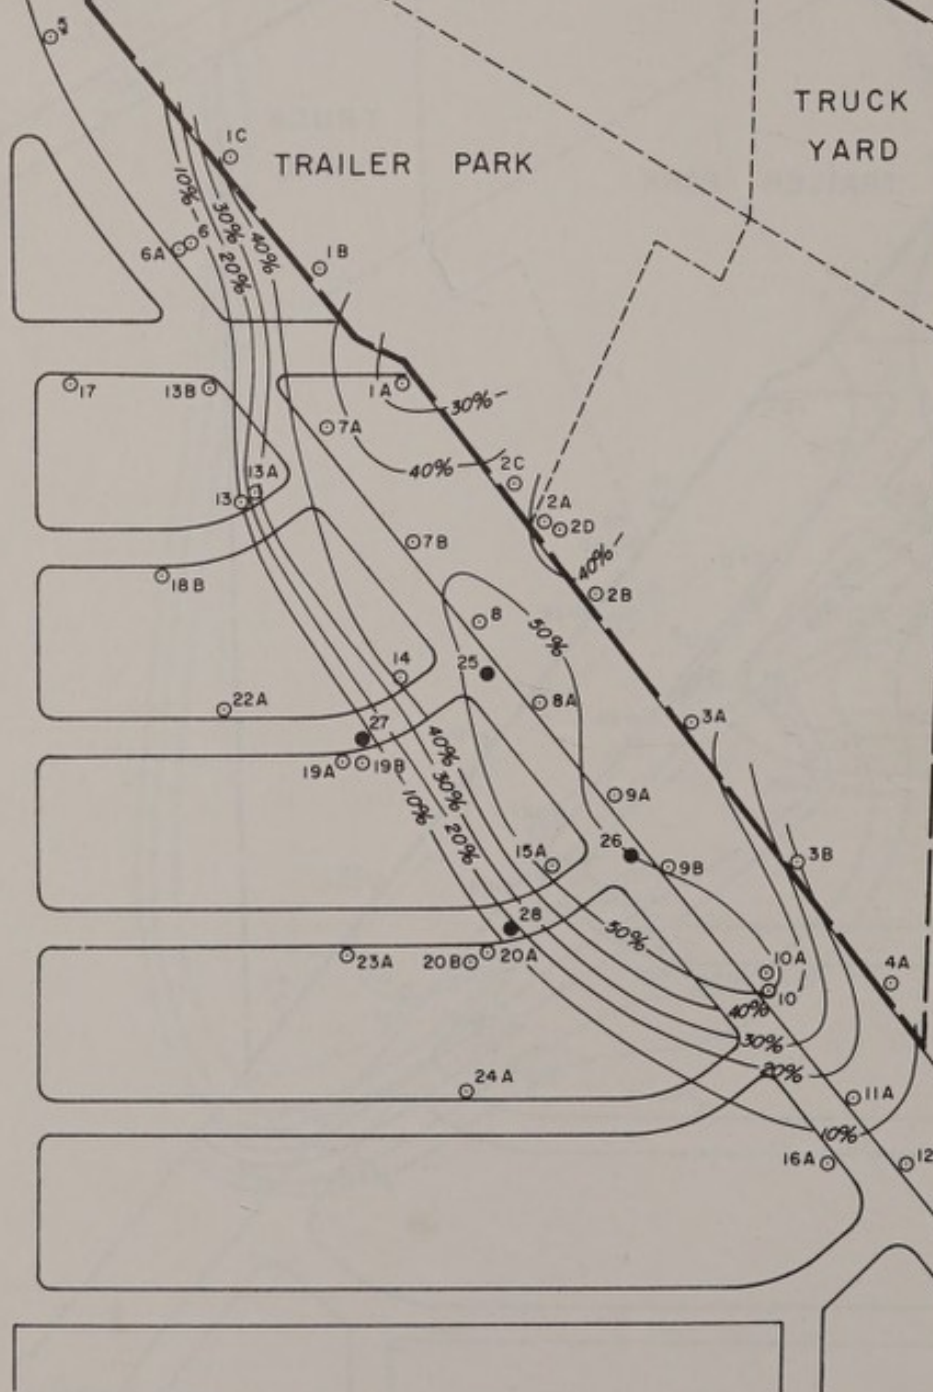 5
TRUCK
YARD
1C
TRAILER PARK
10%
30%
20%
40%
6
6A
1B
17
13B
1A
30%
7A
40%
2C
13A
13
2A
2D
7B
40%
18B
2B
8
50%
25
14
8A
22A
3A
27
19A
19B
40%
30%
20%
10%
9A
26
15A
9B
3B
28
50%
23A
20B
20A
10A
10
4A
40%
30%
20%
24A
11A
10%
16A
12